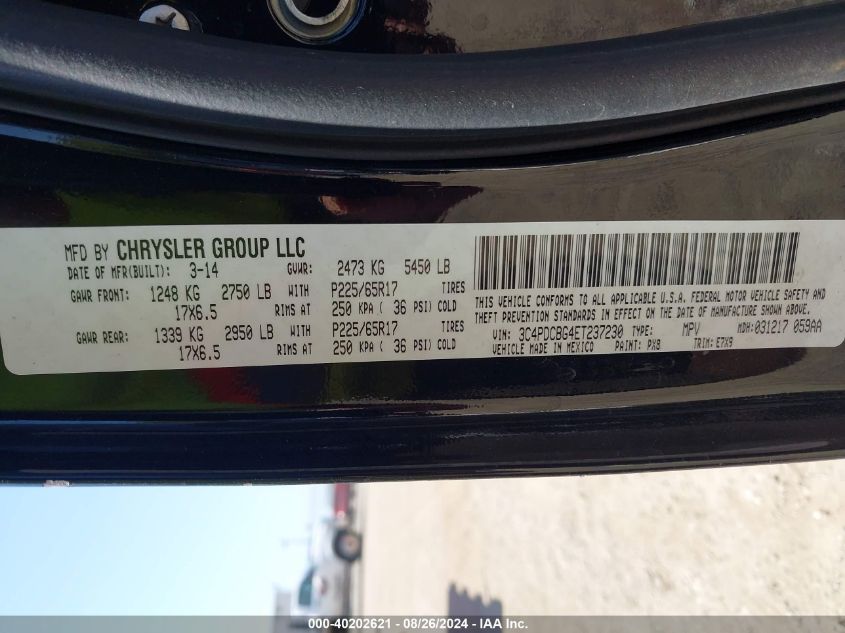 MFD BY CHRYSLER GROUP LLC
DATE OF MFR(BUILT): 3-14 GVWR: 2473 KG 5450 LB
GAWR FRONT: 1248 KG 2750 LB WITH P225/65R17 TIRES
17X6.5 RIMS AT 250 KPA ( 36 PSI) COLD
GAWR REAR: 1339 KG 2950 LB WITH P225/65R17 TIRES
17X6.5 RIMS AT 250 KPA ( 36 PSI) COLD
THIS VEHICLE CONFORMS TO ALL APPLICABLE U.S.A. FEDERAL MOTOR VEHICLE SAFETY AND
THEFT PREVENTION STANDARDS IN EFFECT ON THE DATE OF MANUFACTURE SHOWN ABOVE.
VIN: 3C4PDCBG4ET237230 TYPE: MPV MDH:031217 059AA
VEHICLE MADE IN MEXICO PAINT: PX8 TRIM: E7X9
000-40202621 - 08/26/2024 - IAA Inc.